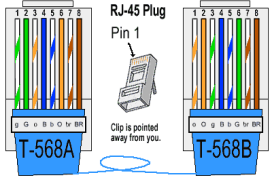 1 2 3 4 5 6 7 8
RJ-45 Plug
Pin 1
1 2 3 4 5 6 7 8
g G o B b O br BR
Clip is pointed
away from you.
o O g B b G br BR
T-568A
T-568B